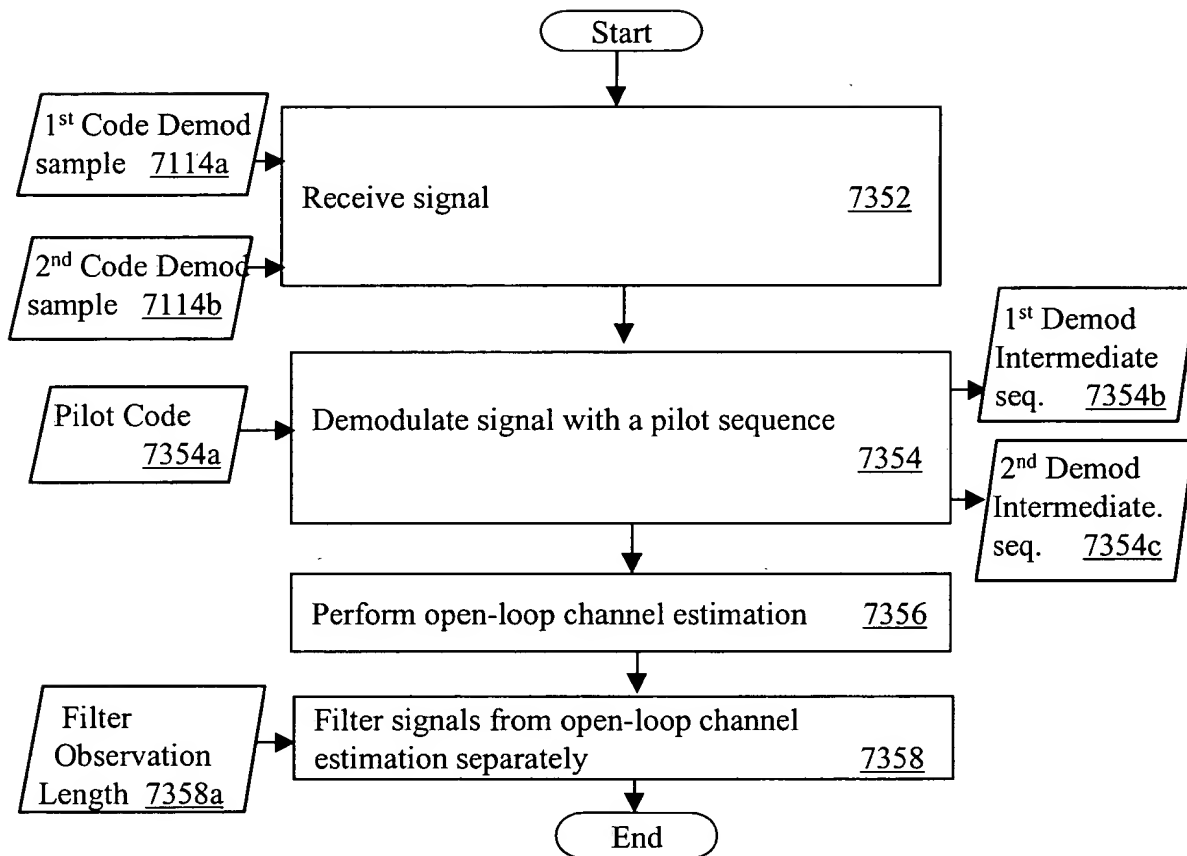 Start
1st Code Demod
sample 7114a
Receive signal 7352
2nd Code Demod
sample 7114b
1st Demod
Intermediate
seq. 7354b
Pilot Code
7354a
Demodulate signal with a pilot sequence
7354
2nd Demod
Intermediate.
seq. 7354c
Perform open-loop channel estimation 7356
Filter
Observation
Length 7358a
Filter signals from open-loop channel
estimation separately 7358
End